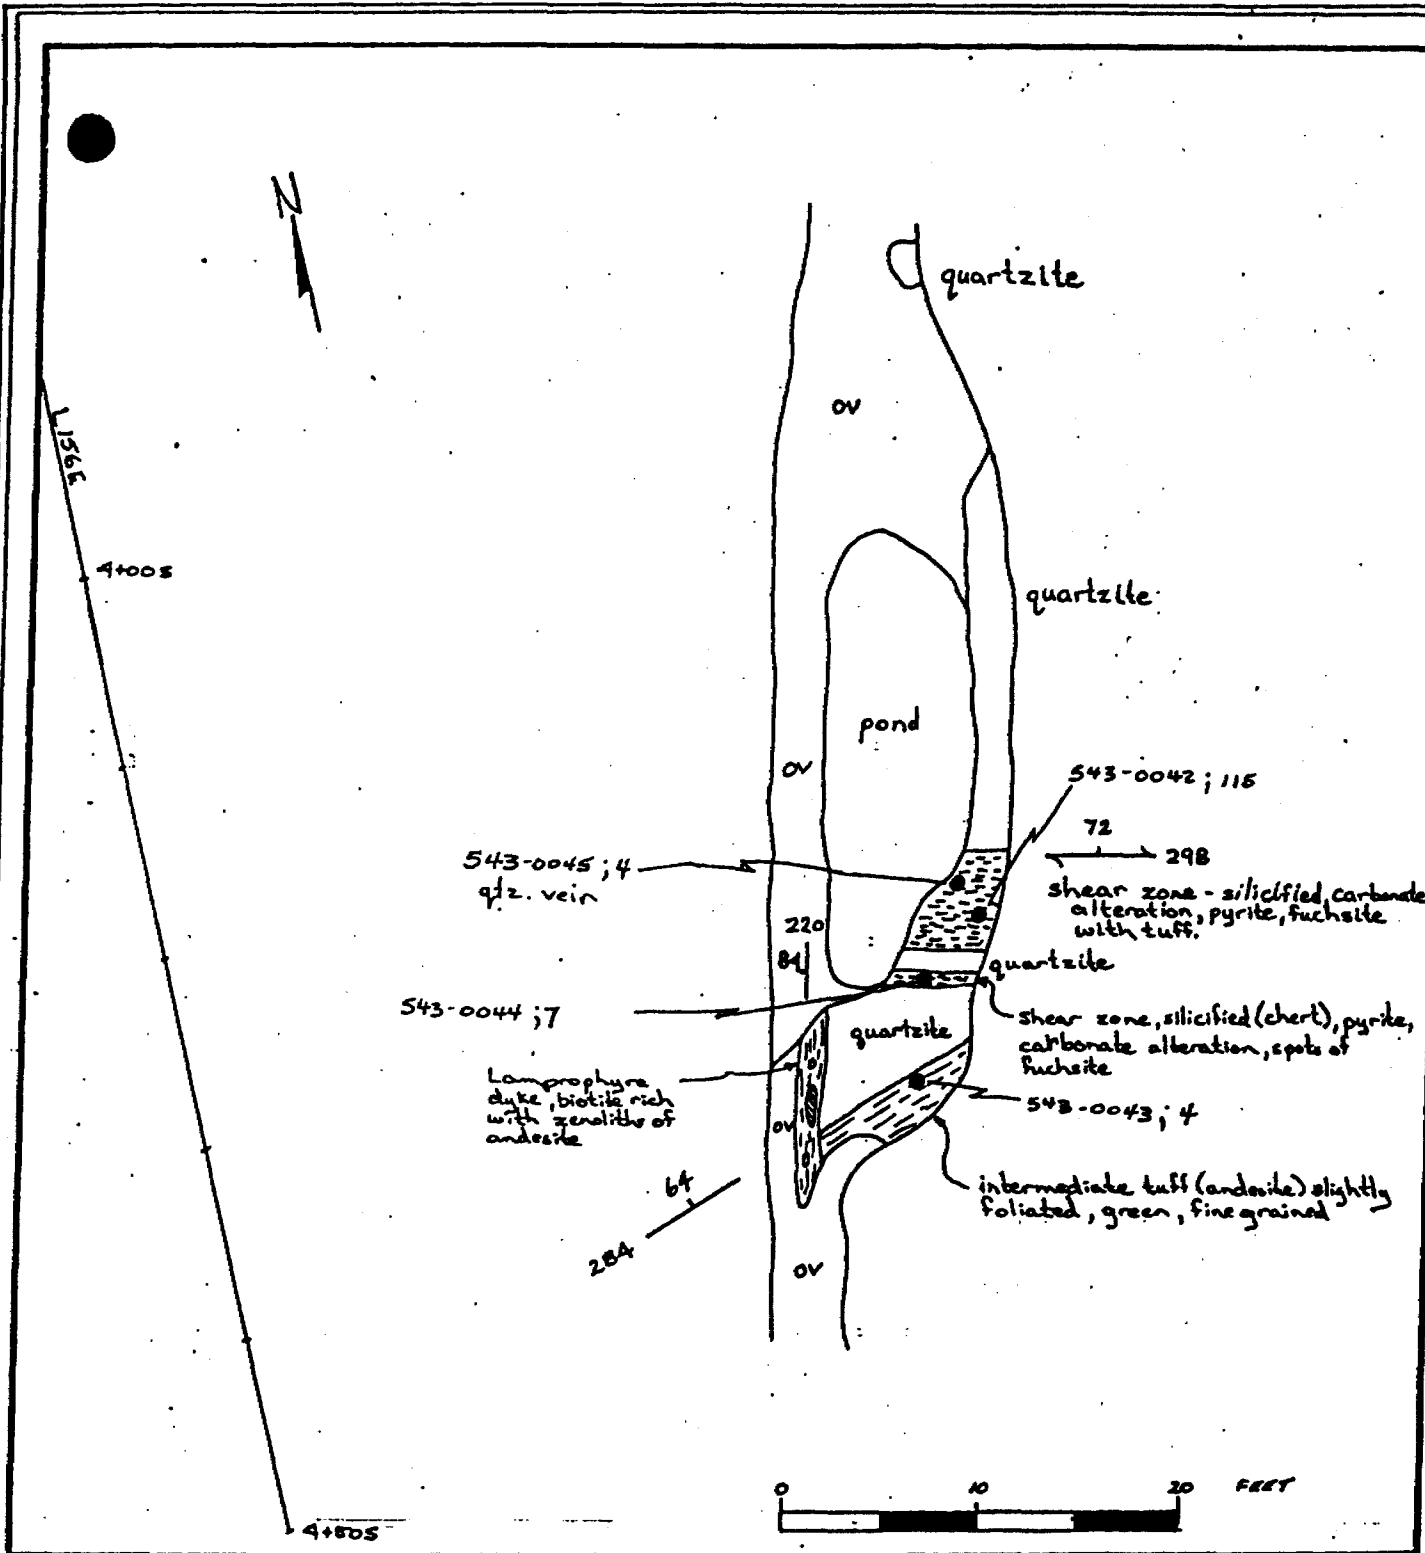 N
quartzite
OV
L156E
4+00S
quartzite
pond
OV
543-0042 ; 115
72
298
543-0045 ; 4
qtz. vein
shear zone - silicified, carbonate
alteration, pyrite, fuchsite
with tuff.
220
84
quartzite
543-0044 ; 7
shear zone, silicified (chert), pyrite,
carbonate alteration, spots of
fuchsite
quartzite
Lamprophyre
dyke, biotite rich
with xenoliths of
andesite
543-0043 ; 4
OV
64
284
intermediate tuff (andesite) slightly
foliated, green, fine grained
OV
0 10 20 FEET
4+50S